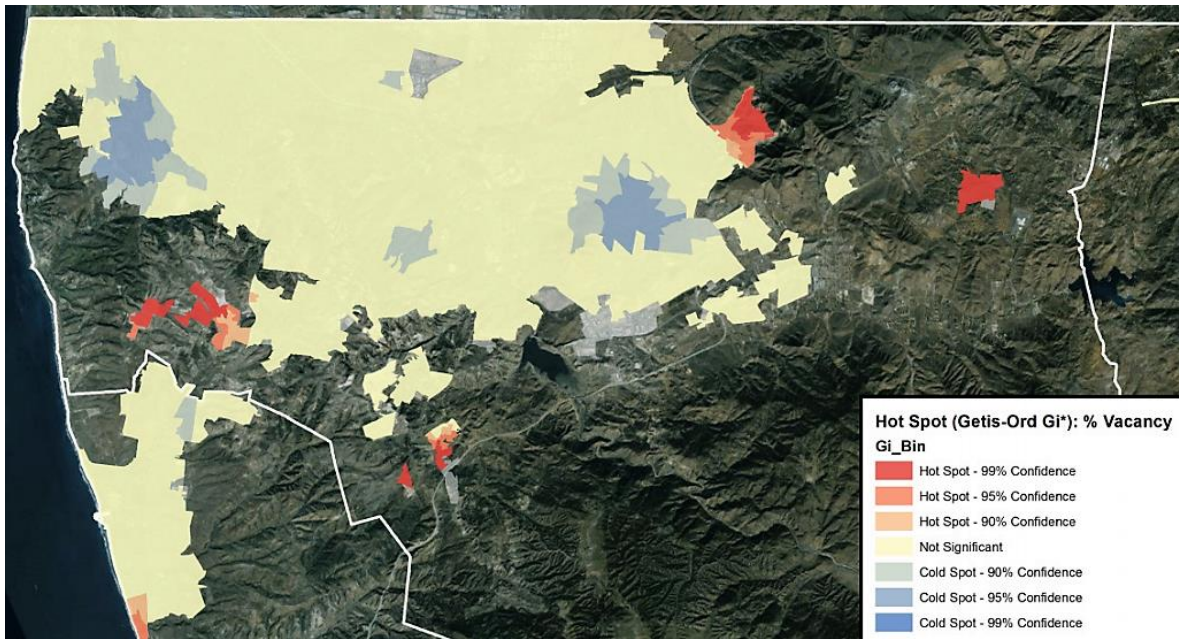 Hot Spot (Getis-Ord Gi*): % Vacancy
Gi_Bin
Hot Spot - 99% Confidence
Hot Spot - 95% Confidence
Hot Spot - 90% Confidence
Not Significant
Cold Spot - 90% Confidence
Cold Spot - 95% Confidence
Cold Spot - 99% Confidence